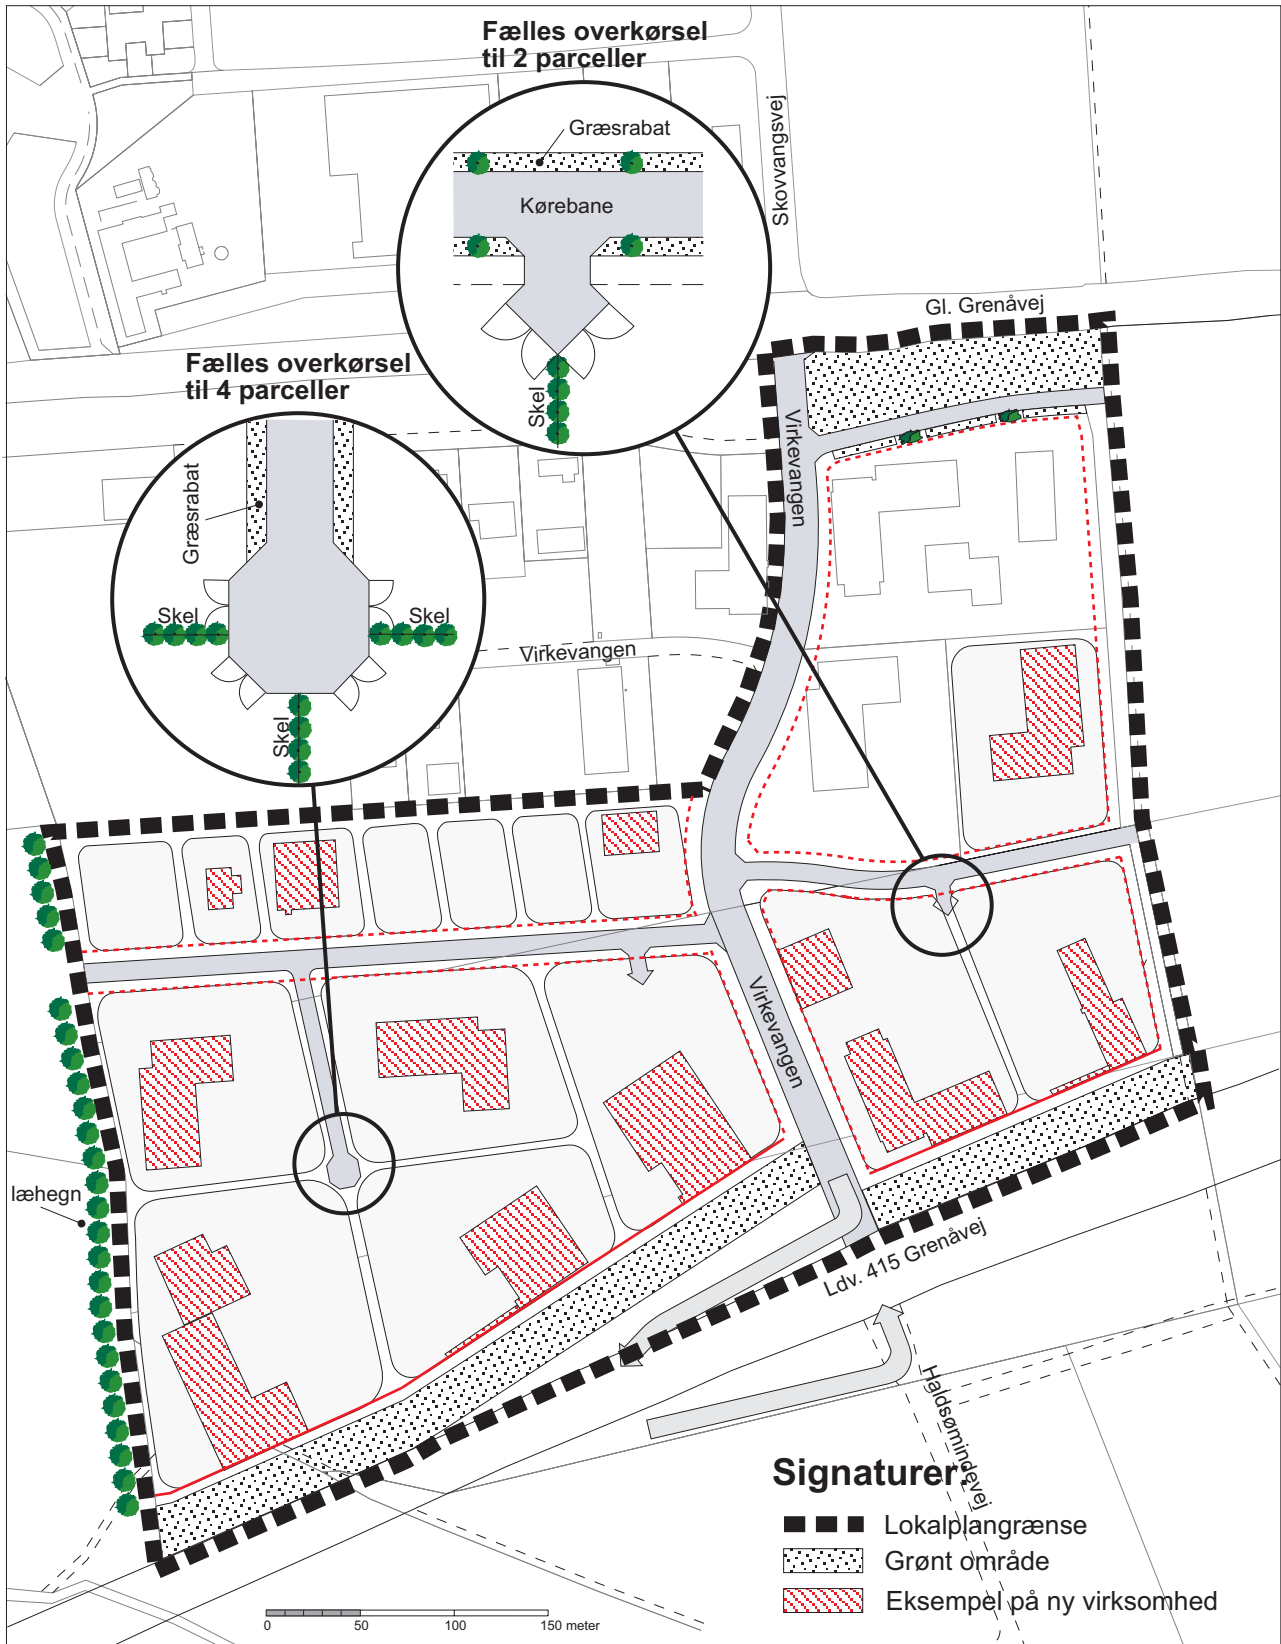 Fælles overkørsel
til 2 parceller
Græsrabat
Kørebane
Skel
Skovvangsvej
Gl. Grenåvej
Fælles overkørsel
til 4 parceller
Græsrabat
Skel
Skel
Skel
Virkevangen
Virkevangen
Virkevangen
læhegn
Ldv. 415 Grenåvej
Haldsømindevej
Signaturer:
Lokalplangrænse
Grønt område
Eksempel på ny virksomhed
0 50 100 150 meter